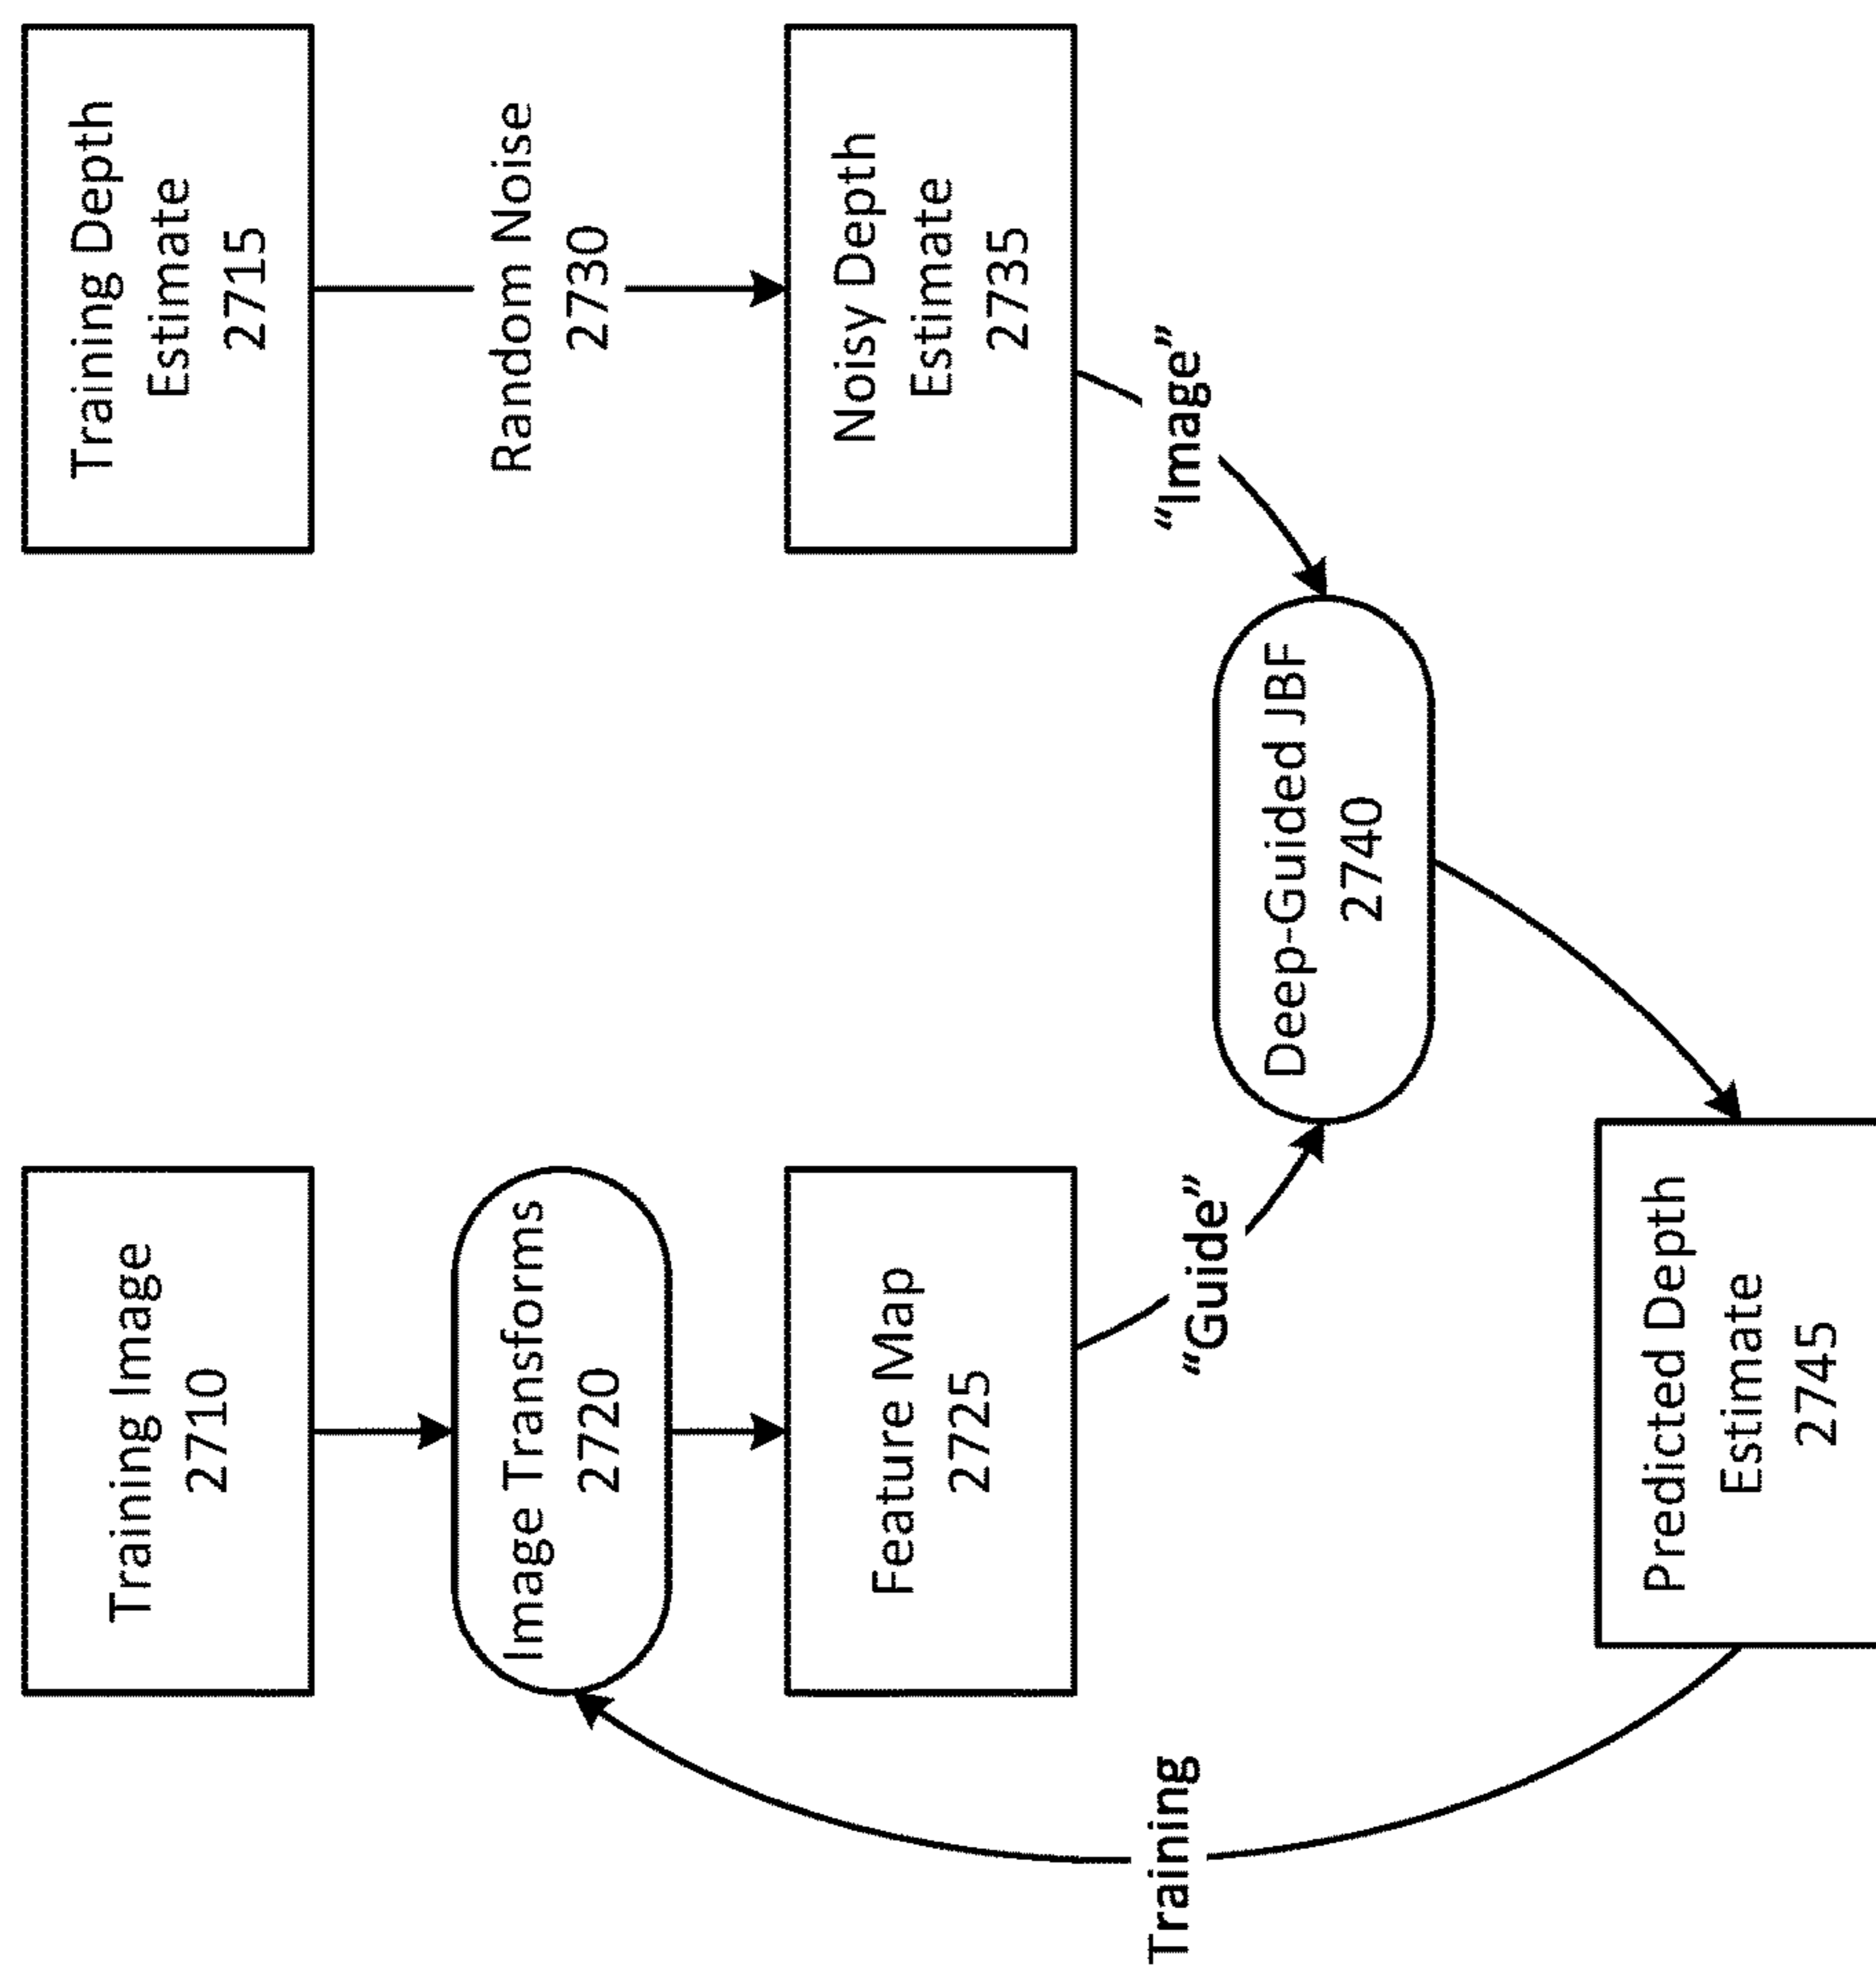 Training Image
2710
Training Depth
Estimate
2715
Image Transforms
2720
Random Noise
2730
Feature Map
2725
Noisy Depth
Estimate
2735
“Guide”
“Image”
Deep-Guided JBF
2740
Training
Predicted Depth
Estimate
2745